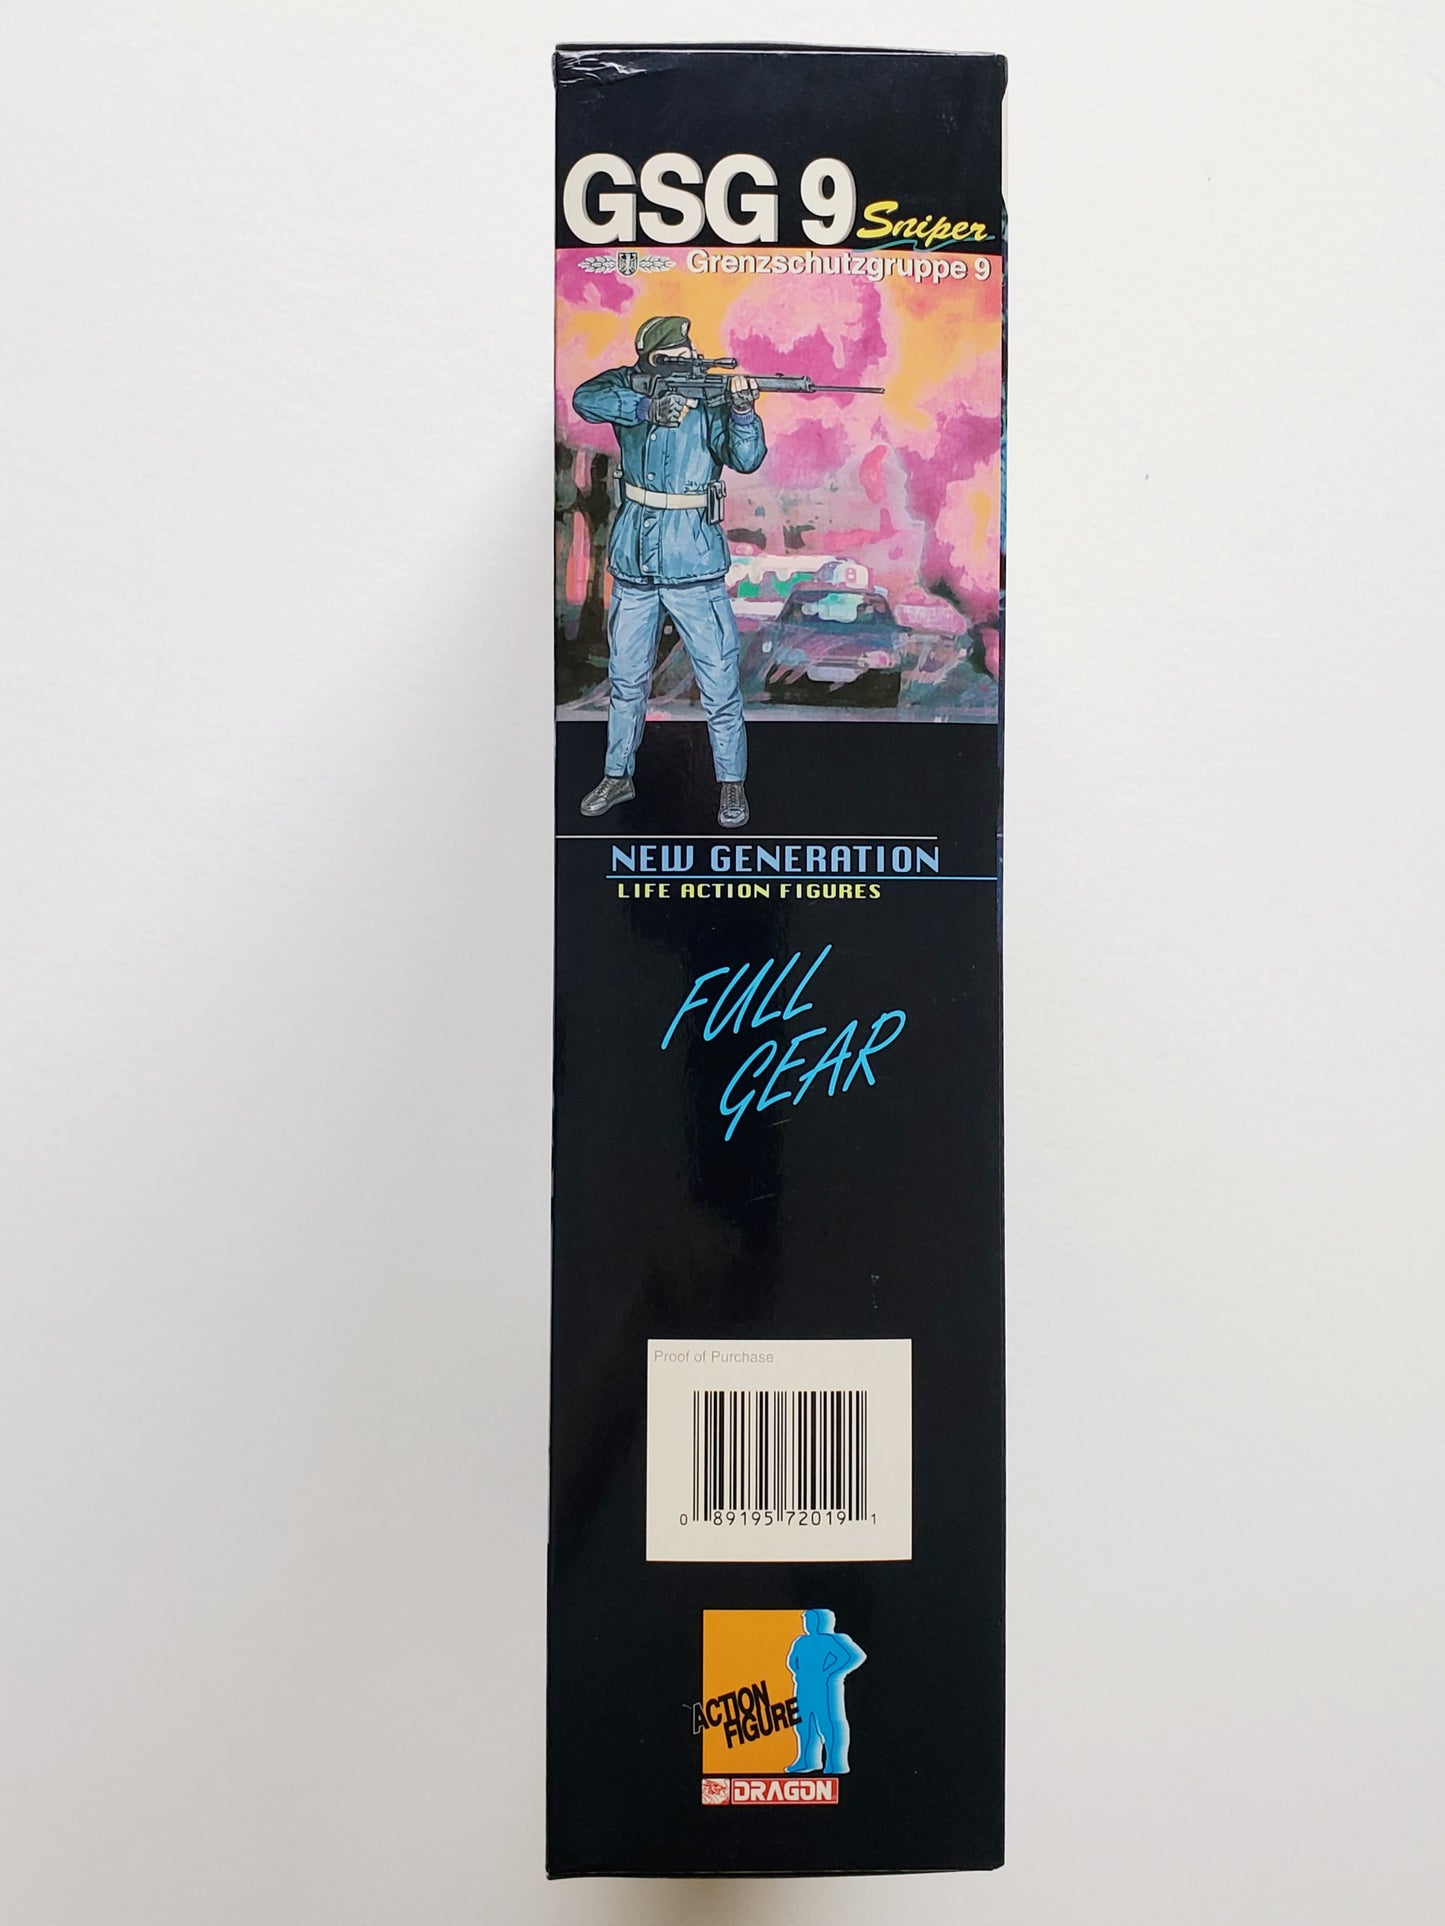 GSG 9 Sniper
Grenzschutzgruppe 9
NEW GENERATION
LIFE ACTION FIGURES
FULL
GEAR
Proof of Purchase
0 89195 72019 1
ACTION
FIGURE
DRAGON